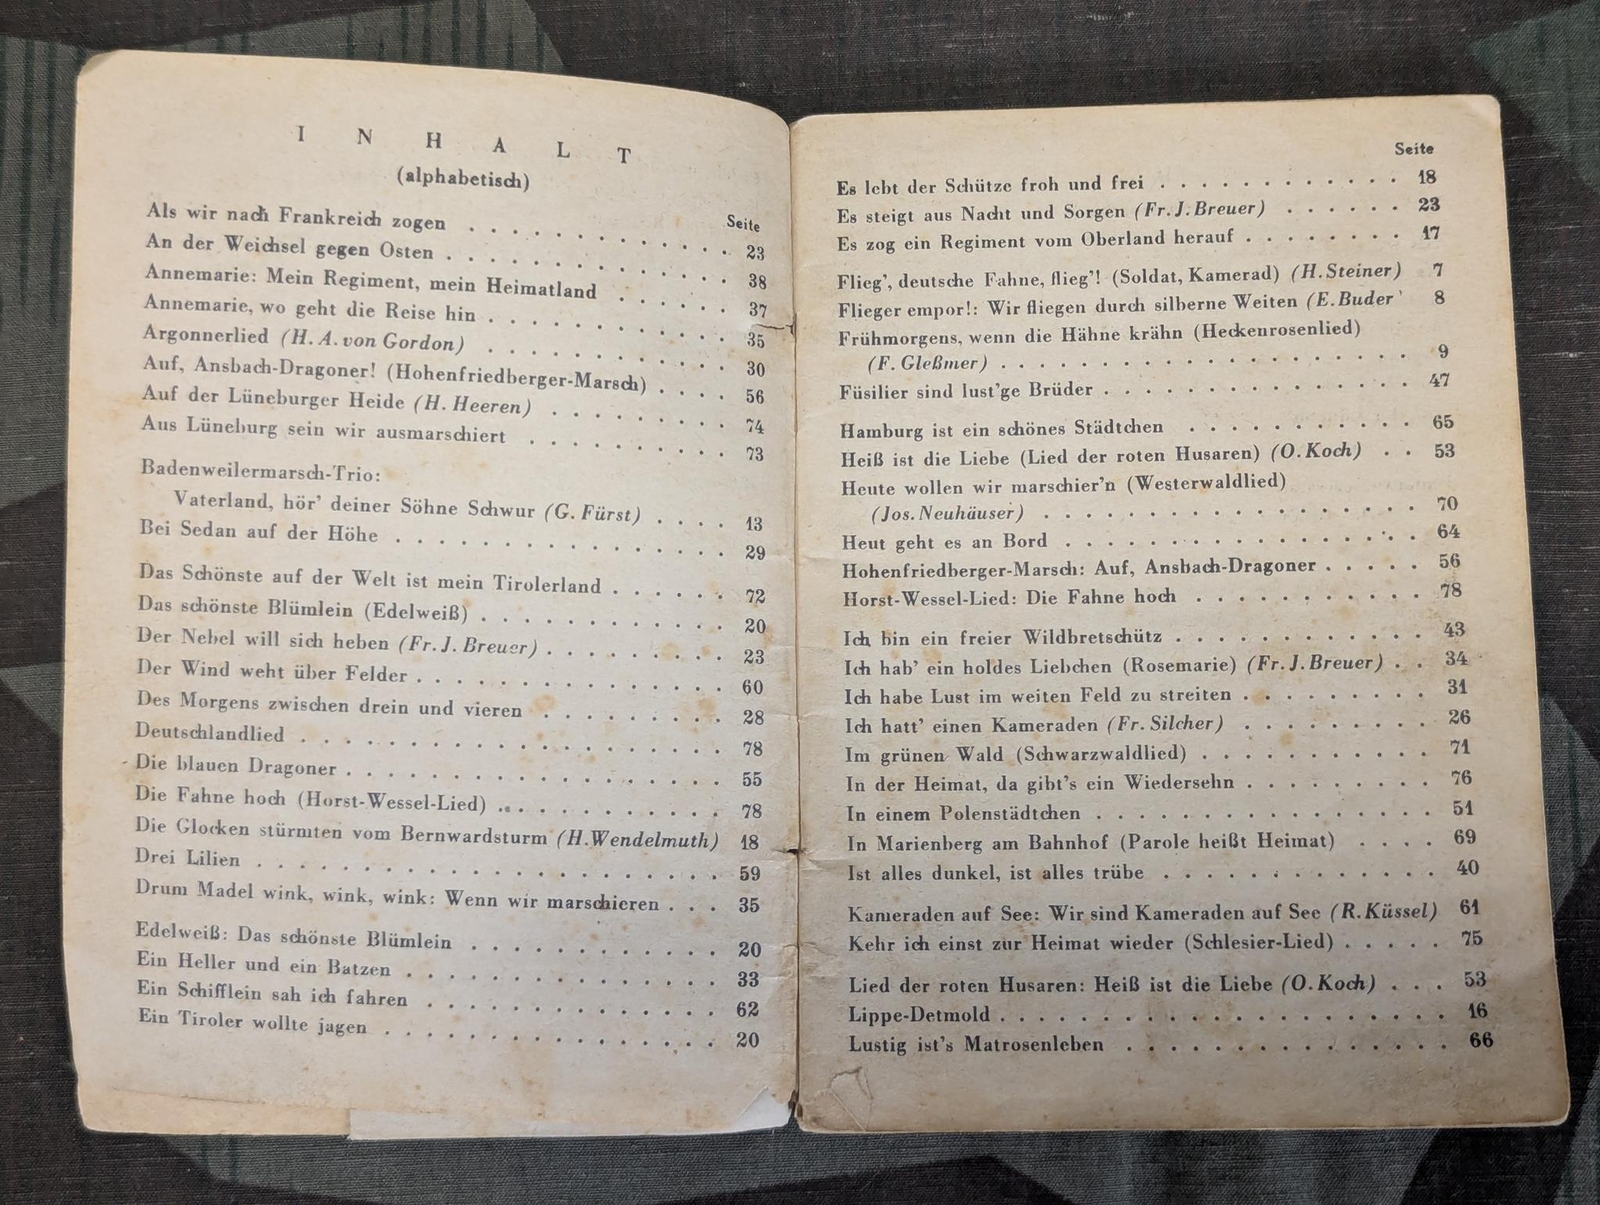 INHALT
(alphabetisch)
Seite
Als wir nach Frankreich zogen . . . . . . . . . . 23
An der Weichsel gegen Osten . . . . . . . . . . 38
Annemarie: Mein Regiment, mein Heimatland . . . . 37
Annemarie, wo geht die Reise hin . . . . . . . . 35
Argonnerlied (H. A. von Gordon) . . . . . . . . 30
Auf, Ansbach-Dragoner! (Hohenfriedberger-Marsch) . . . 56
Auf der Lüneburger Heide (H. Heeren) . . . . . . 74
Aus Lüneburg sein wir ausmarschiert . . . . . . . 73
Badenweilermarsch-Trio:
Vaterland, hör' deiner Söhne Schwur (G. Fürst) . . . . 13
Bei Sedan auf der Höhe . . . . . . . . . . . . 29
Das Schönste auf der Welt ist mein Tirolerland . . . . . 72
Das schönste Blümlein (Edelweiß) . . . . . . . . . 20
Der Nebel will sich heben (Fr. J. Breuer) . . . . . . 23
Der Wind weht über Felder . . . . . . . . . . . 60
Des Morgens zwischen drein und vieren . . . . . . . 28
Deutschlandlied . . . . . . . . . . . . . . . 78
Die blauen Dragoner . . . . . . . . . . . . . 55
Die Fahne hoch (Horst-Wessel-Lied) . . . . . . . . 78
Die Glocken stürmten vom Bernwardsturm (H. Wendelmuth) 18
Drei Lilien . . . . . . . . . . . . . . . . 59
Drum Madel wink, wink, wink: Wenn wir marschieren . . . 35
Edelweiß: Das schönste Blümlein . . . . . . . . . 20
Ein Heller und ein Batzen . . . . . . . . . . . 33
Ein Schifflein sah ich fahren . . . . . . . . . . 62
Ein Tiroler wollte jagen . . . . . . . . . . . . 20
Seite
Es lebt der Schütze froh und frei . . . . . . . . . . . 18
Es steigt aus Nacht und Sorgen (Fr. J. Breuer) . . . . . . 23
Es zog ein Regiment vom Oberland herauf . . . . . . . . 17
Flieg', deutsche Fahne, flieg'! (Soldat, Kamerad) (H. Steiner) 7
Flieger empor!: Wir fliegen durch silberne Weiten (E. Buder 8
Frühmorgens, wenn die Hähne krähn (Heckenrosenlied)
(F. Gleßmer) . . . . . . . . . . . . . . . 9
Füsilier sind lust'ge Brüder . . . . . . . . . . . . 47
Hamburg ist ein schönes Städtchen . . . . . . . . . 65
Heiß ist die Liebe (Lied der roten Husaren) (O. Koch) . . 53
Heute wollen wir marschier'n (Westerwaldlied)
(Jos. Neuhäuser) . . . . . . . . . . . . . . 70
Heut geht es an Bord . . . . . . . . . . . . . 64
Hohenfriedberger-Marsch: Auf, Ansbach-Dragoner . . . . . 56
Horst-Wessel-Lied: Die Fahne hoch . . . . . . . . . 78
Ich bin ein freier Wildbretschütz . . . . . . . . . . 43
Ich hab' ein holdes Liebchen (Rosemarie) (Fr. J. Breuer) . . 34
Ich habe Lust im weiten Feld zu streiten . . . . . . . 31
Ich hatt' einen Kameraden (Fr. Silcher) . . . . . . . 26
Im grünen Wald (Schwarzwaldlied) . . . . . . . . . 71
In der Heimat, da gibt's ein Wiedersehn . . . . . . . 76
In einem Polenstädtchen . . . . . . . . . . . . 51
In Marienberg am Bahnhof (Parole heißt Heimat) . . . . 69
Ist alles dunkel, ist alles trübe . . . . . . . . . . 40
Kameraden auf See: Wir sind Kameraden auf See (R. Küssel) 61
Kehr ich einst zur Heimat wieder (Schlesier-Lied) . . . . . 75
Lied der roten Husaren: Heiß ist die Liebe (O. Koch) . . . 53
Lippe-Detmold . . . . . . . . . . . . . . . . 16
Lustig ist's Matrosenleben . . . . . . . . . . . . 66